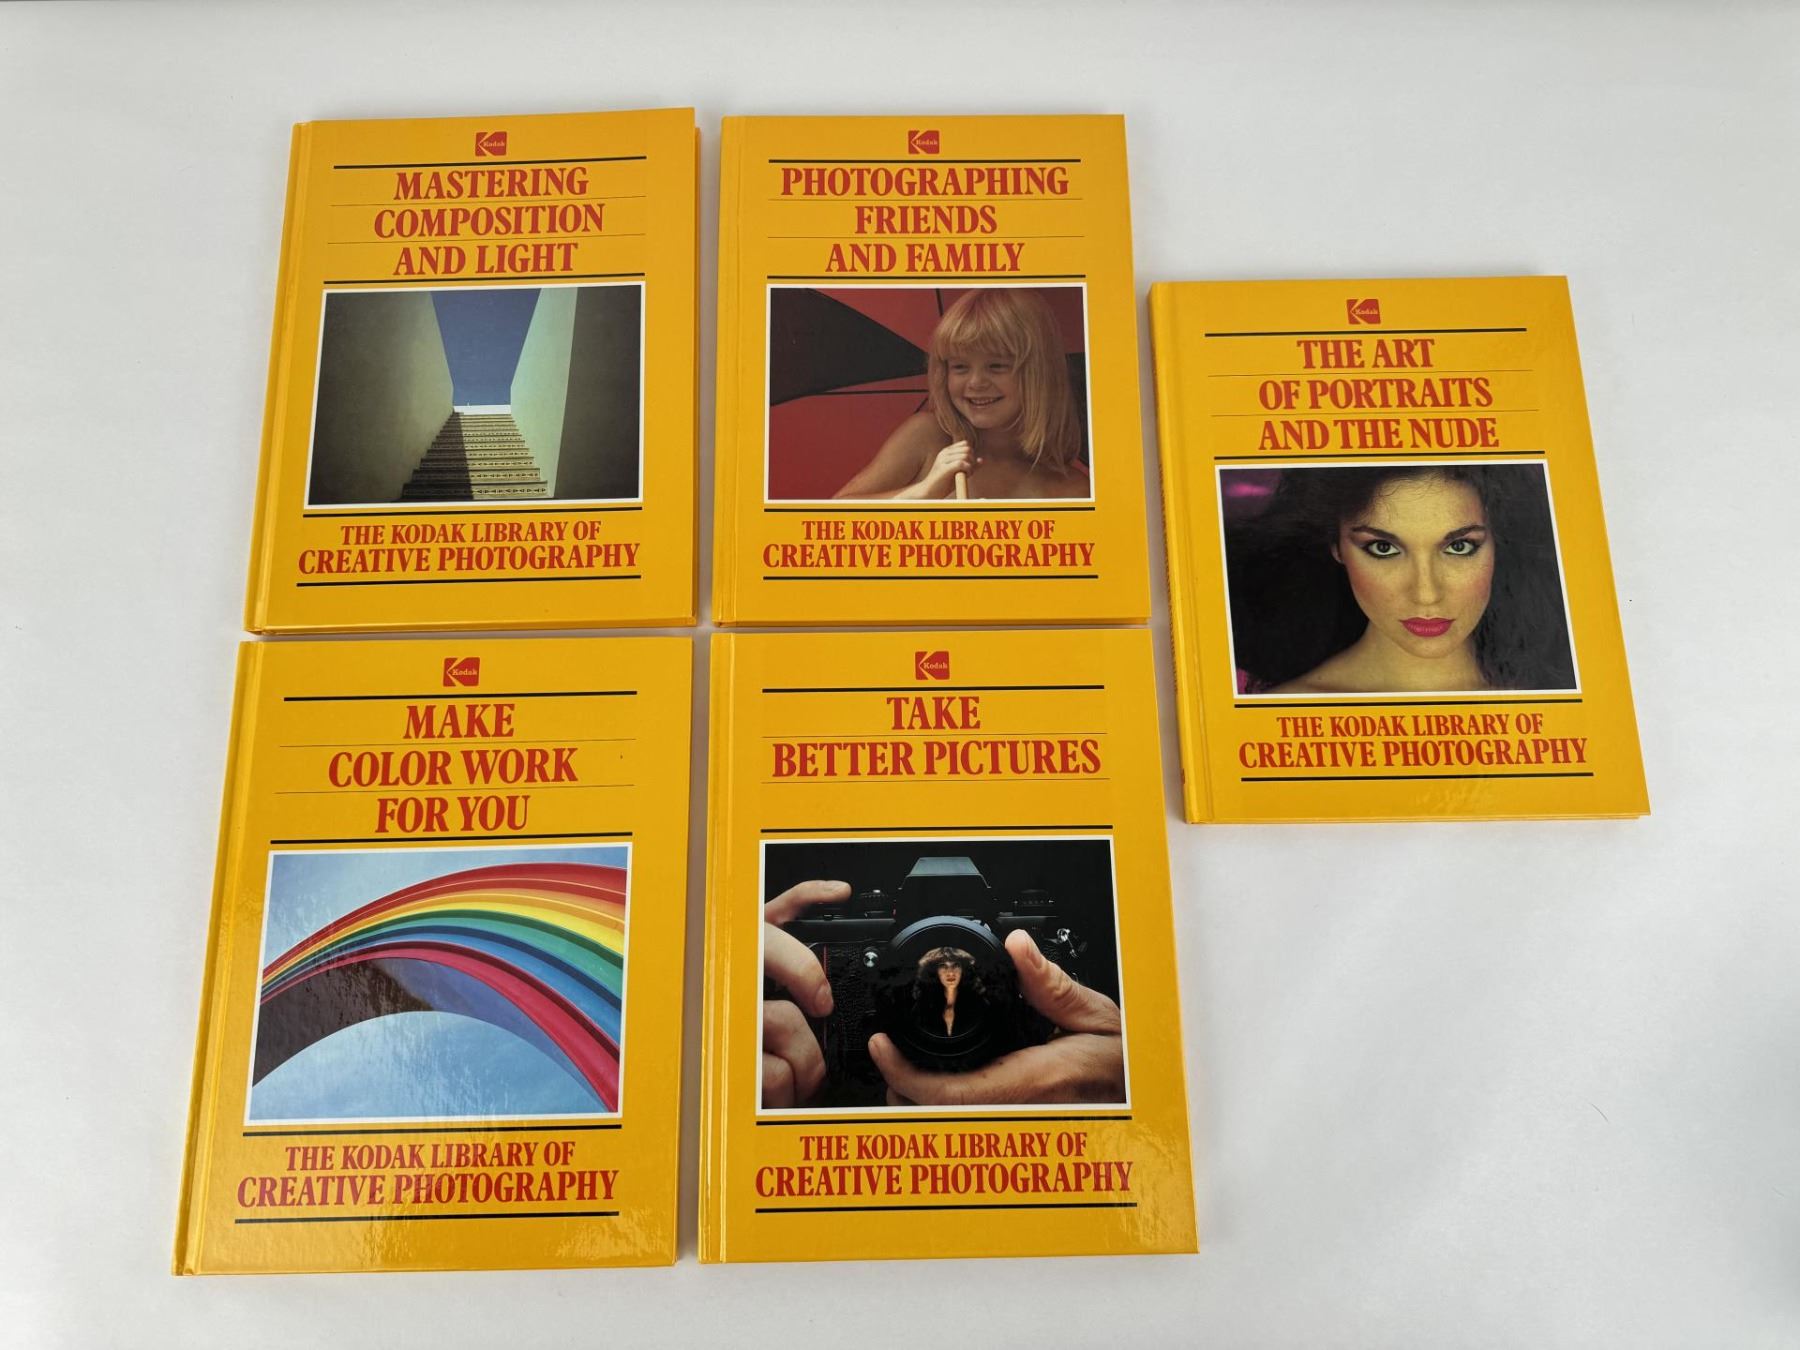 Kodak
MASTERING
COMPOSITION
AND LIGHT
THE KODAK LIBRARY OF
CREATIVE PHOTOGRAPHY
Kodak
PHOTOGRAPHING
FRIENDS
AND FAMILY
THE KODAK LIBRARY OF
CREATIVE PHOTOGRAPHY
Kodak
THE ART
OF PORTRAITS
AND THE NUDE
THE KODAK LIBRARY OF
CREATIVE PHOTOGRAPHY
Kodak
MAKE
COLOR WORK
FOR YOU
THE KODAK LIBRARY OF
CREATIVE PHOTOGRAPHY
Kodak
TAKE
BETTER PICTURES
THE KODAK LIBRARY OF
CREATIVE PHOTOGRAPHY